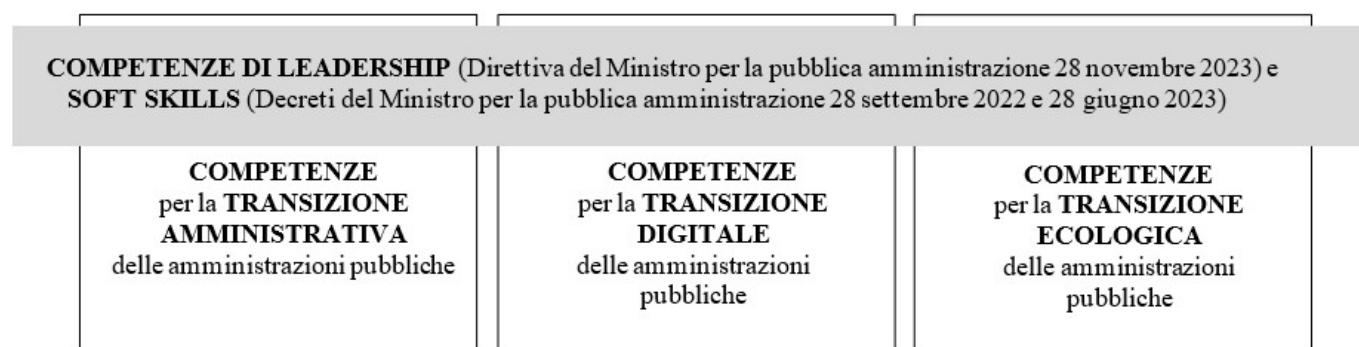 COMPETENZE DI LEADERSHIP (Direttiva del Ministro per la pubblica amministrazione 28 novembre 2023) e
SOFT SKILLS (Decreti del Ministro per la pubblica amministrazione 28 settembre 2022 e 28 giugno 2023)
COMPETENZE
per la TRANSIZIONE
AMMINISTRATIVA
delle amministrazioni pubbliche
COMPETENZE
per la TRANSIZIONE
DIGITALE
delle amministrazioni
pubbliche
COMPETENZE
per la TRANSIZIONE
ECOLOGICA
delle amministrazioni
pubbliche